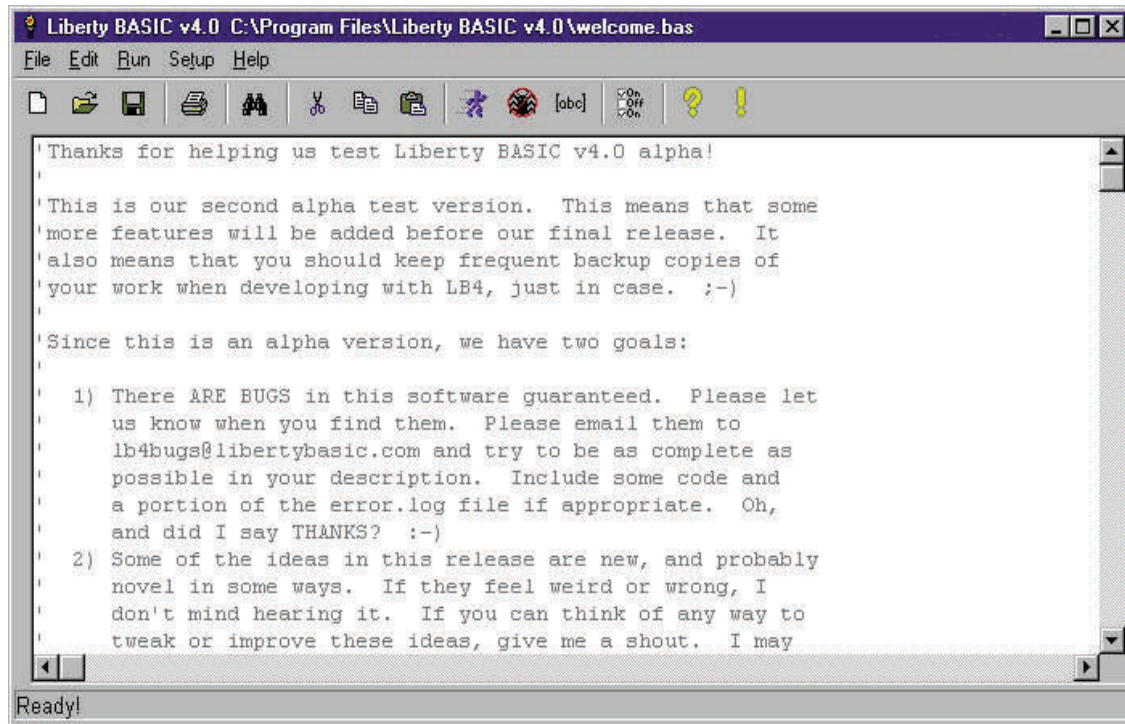 Liberty BASIC v4.0 C:\Program Files\Liberty BASIC v4.0\welcome.bas
File Edit Run Setup Help
[abc] On
Off
On
'Thanks for helping us test Liberty BASIC v4.0 alpha!
'
'This is our second alpha test version.  This means that some
'more features will be added before our final release.  It
'also means that you should keep frequent backup copies of
'your work when developing with LB4, just in case.  ;-)
'
'Since this is an alpha version, we have two goals:
'
'  1) There ARE BUGS in this software guaranteed.  Please let
'     us know when you find them.  Please email them to
'     lb4bugs@libertybasic.com and try to be as complete as
'     possible in your description.  Include some code and
'     a portion of the error.log file if appropriate.  Oh,
'     and did I say THANKS?  :-)
'  2) Some of the ideas in this release are new, and probably
'     novel in some ways.  If they feel weird or wrong, I
'     don't mind hearing it.  If you can think of any way to
'     tweak or improve these ideas, give me a shout.  I may
Ready!